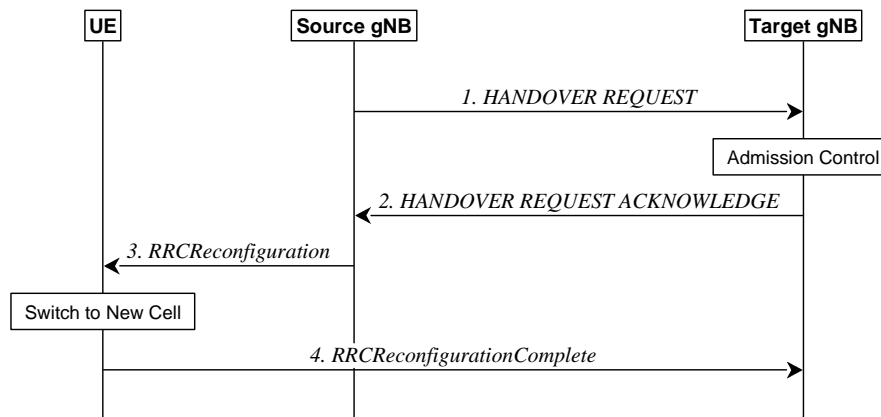 UE
Source gNB
Target gNB
1. HANDOVER REQUEST
Admission Control
2. HANDOVER REQUEST ACKNOWLEDGE
3. RRCReconfiguration
Switch to New Cell
4. RRCReconfigurationComplete